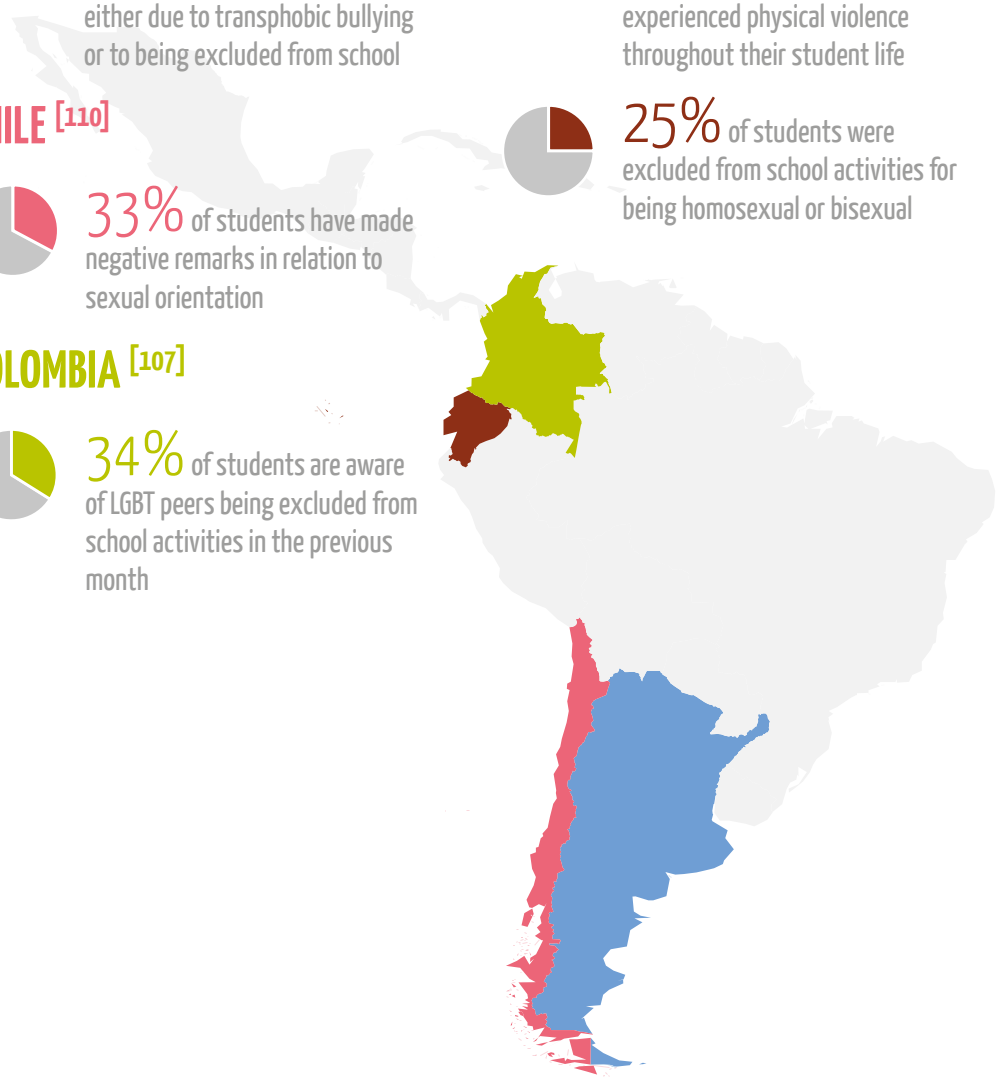 either due to transphobic bullying
or to being excluded from school
ILE [110]
33% of students have made
negative remarks in relation to
sexual orientation
OLOMBIA [107]
34% of students are aware
of LGBT peers being excluded from
school activities in the previous
month
experienced physical violence
throughout their student life
25% of students were
excluded from school activities for
being homosexual or bisexual